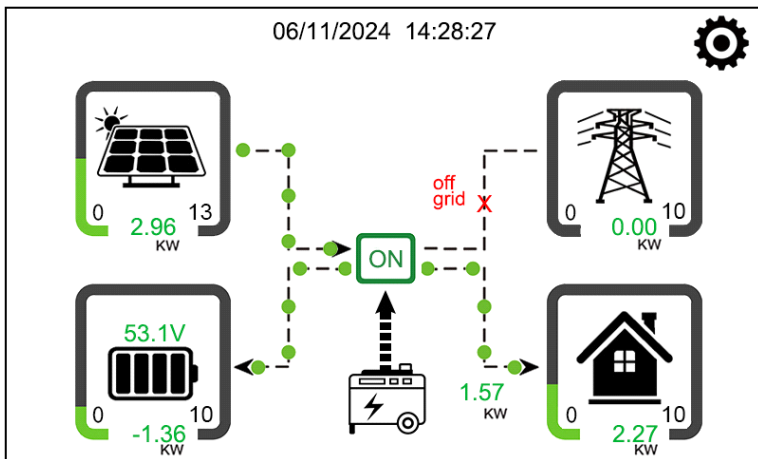 06/11/2024 14:28:27
0 13
2.96
KW
off
grid
X
0 10
0.00
KW
ON
53.1V
0 10
-1.36
KW
1.57
KW
0 10
2.27
KW